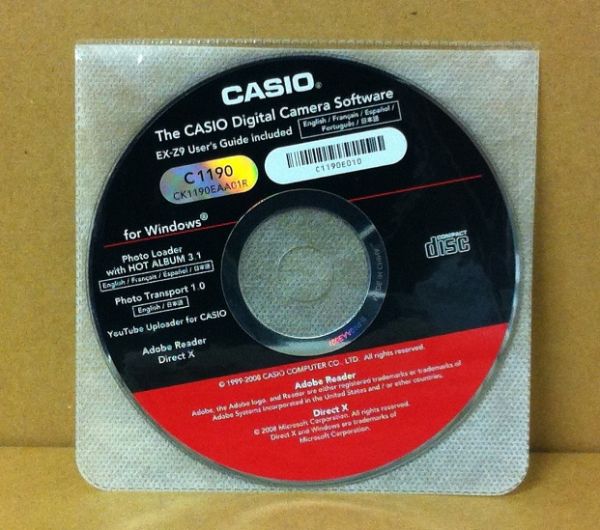 CASIO®
The CASIO Digital Camera Software
EX-Z9 User's Guide included
English / Français / Español /
Português / 日本語
C1190
CK1190EAA01R
C1190E010
for Windows®
Photo Loader
with HOT ALBUM 3.1
English / Français / Español / 日本語
Photo Transport 1.0
English / 日本語
YouTube Uploader for CASIO
Adobe Reader
Direct X
COMPACT
disc
© 1999-2008 CASIO COMPUTER CO., LTD. All rights reserved.
Adobe Reader
Adobe, the Adobe logo, and Reader are either registered trademarks or trademarks of
Adobe Systems Incorporated in the United States and / or other countries.
Direct X
© 2008 Microsoft Corporation. All rights reserved.
Direct X and Windows are trademarks of
Microsoft Corporation.